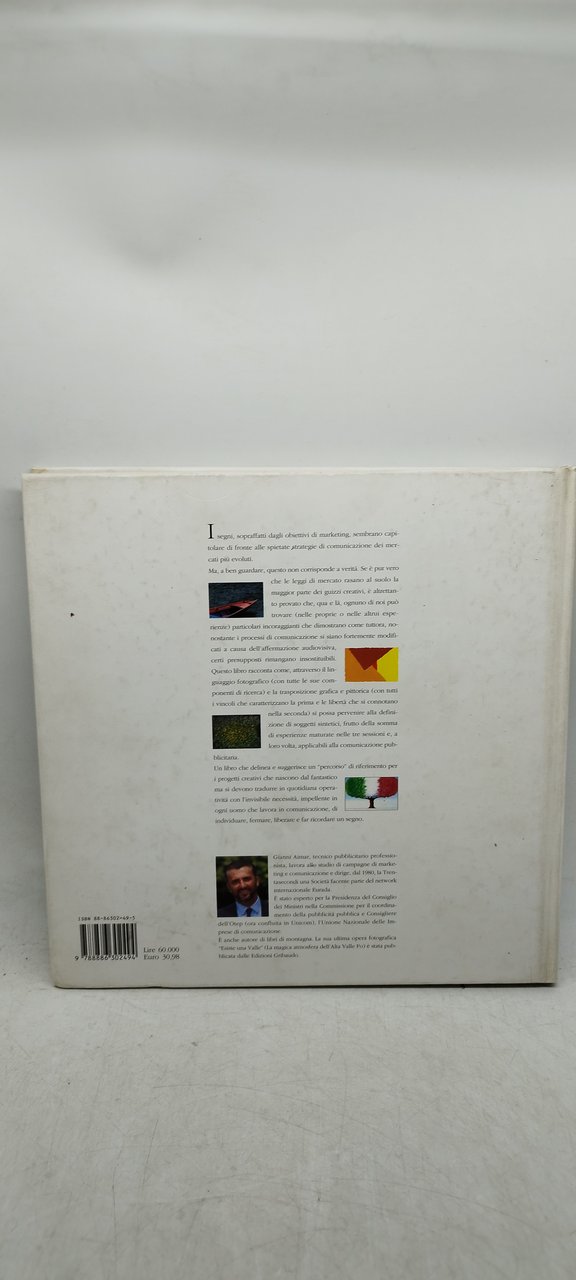 I segni, sopraffatti dagli obiettivi di marketing, sembrano capi-
tolare di fronte alle spietate strategie di comunicazione dei mer-
cati più evoluti.
Ma, a ben guardare, questo non corrisponde a verità. Se è pur vero
che le leggi di mercato rasano al suolo la
maggior parte dei guizzi creativi, è altrettan-
to provato che, qua e là, ognuno di noi può
trovare (nelle proprie o nelle altrui espe-
rienze) particolari incoraggianti che dimostrano come tuttora, no-
nostante i processi di comunicazione si siano fortemente modifi-
cati a causa dell'affermazione audiovisiva,
certi presupposti rimangano insostituibili.
Questo libro racconta come, attraverso il lin-
guaggio fotografico (con tutte le sue com-
ponenti di ricerca) e la trasposizione grafica e pittorica (con tutti
i vincoli che caratterizzano la prima e le libertà che si connotano
nella seconda) si possa pervenire alla defini-
zione di soggetti sintetici, frutto della somma
di esperienze maturate nelle tre sessioni e, a
loro volta, applicabili alla comunicazione pub-
blicitaria.
Un libro che delinea e suggerisce un "percorso" di riferimento per
i progetti creativi che nascono dal fantastico
ma si devono tradurre in quotidiana opera-
tività con l'invisibile necessità, impellente in
ogni uomo che lavora in comunicazione, di
individuare, fermare, liberare e far ricordare un segno.
Gianni Aimar, tecnico pubblicitario professio-
nista, lavora allo studio di campagne di marke-
ting e comunicazione e dirige, dal 1980, la Tren-
tasecondi una Società facente parte del network
internazionale Eurada.
È stato esperto per la Presidenza del Consiglio
dei Ministri nella Commissione per il coordina-
mento della pubblicità pubblica e Consigliere
dell'Otep (ora confluita in Unicom), l'Unione Nazionale delle Im-
prese di comunicazione.
È anche autore di libri di montagna. La sua ultima opera fotografica
"Esiste una Valle" (La magica atmosfera dell'Alta Valle Po) è stata pub-
blicata dalle Edizioni Gribaudo.
ISBN 88-86302-49-5
9 788886 302494
Lire 60.000
Euro 30,98